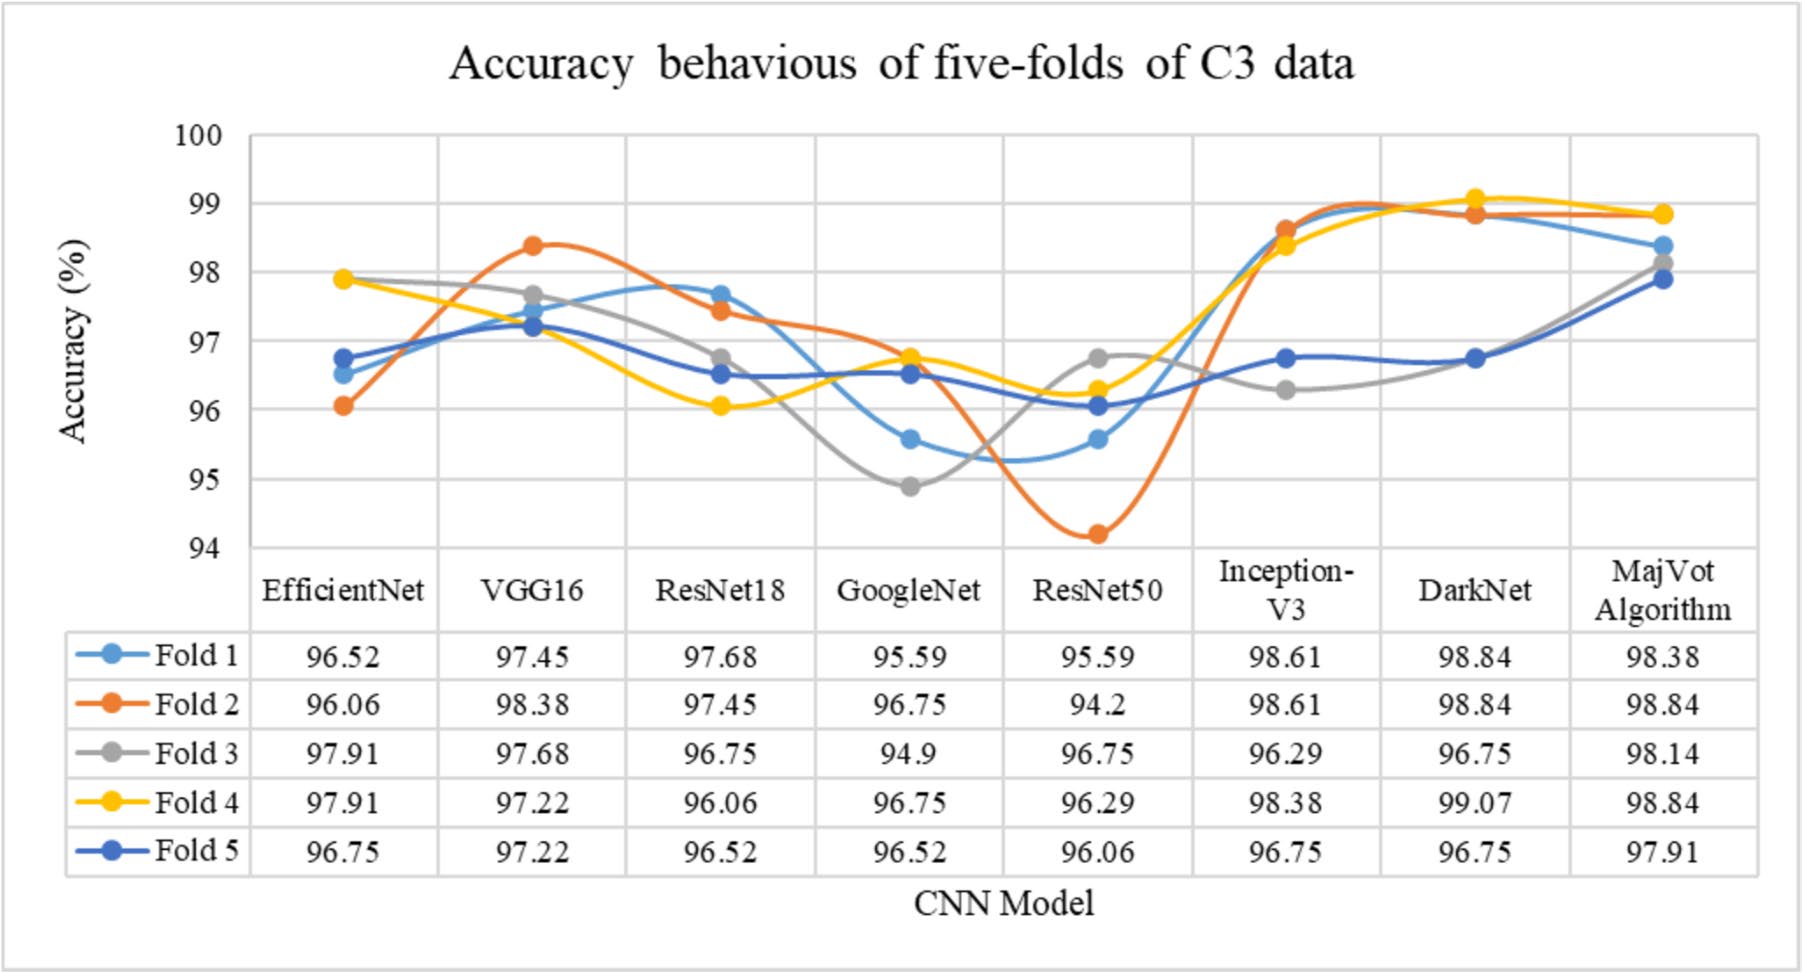 Accuracy behavious of five-folds of C3 data
Accuracy (%)
100
99
98
97
96
95
94
EfficientNet VGG16 ResNet18 GoogleNet ResNet50 Inception-V3 DarkNet MajVot Algorithm
Fold 1 96.52 97.45 97.68 95.59 95.59 98.61 98.84 98.38
Fold 2 96.06 98.38 97.45 96.75 94.2 98.61 98.84 98.84
Fold 3 97.91 97.68 96.75 94.9 96.75 96.29 96.75 98.14
Fold 4 97.91 97.22 96.06 96.75 96.29 98.38 99.07 98.84
Fold 5 96.75 97.22 96.52 96.52 96.06 96.75 96.75 97.91
CNN Model